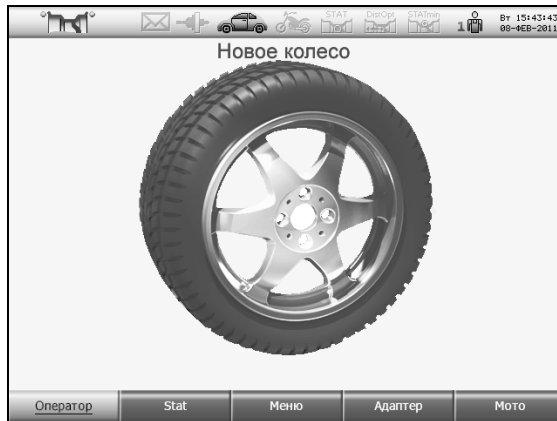 STAT DistOpt STATmin 1 Вт 15:43:43
08-ФЕВ-2011
Новое колесо
Оператор Stat Меню Адаптер Мото